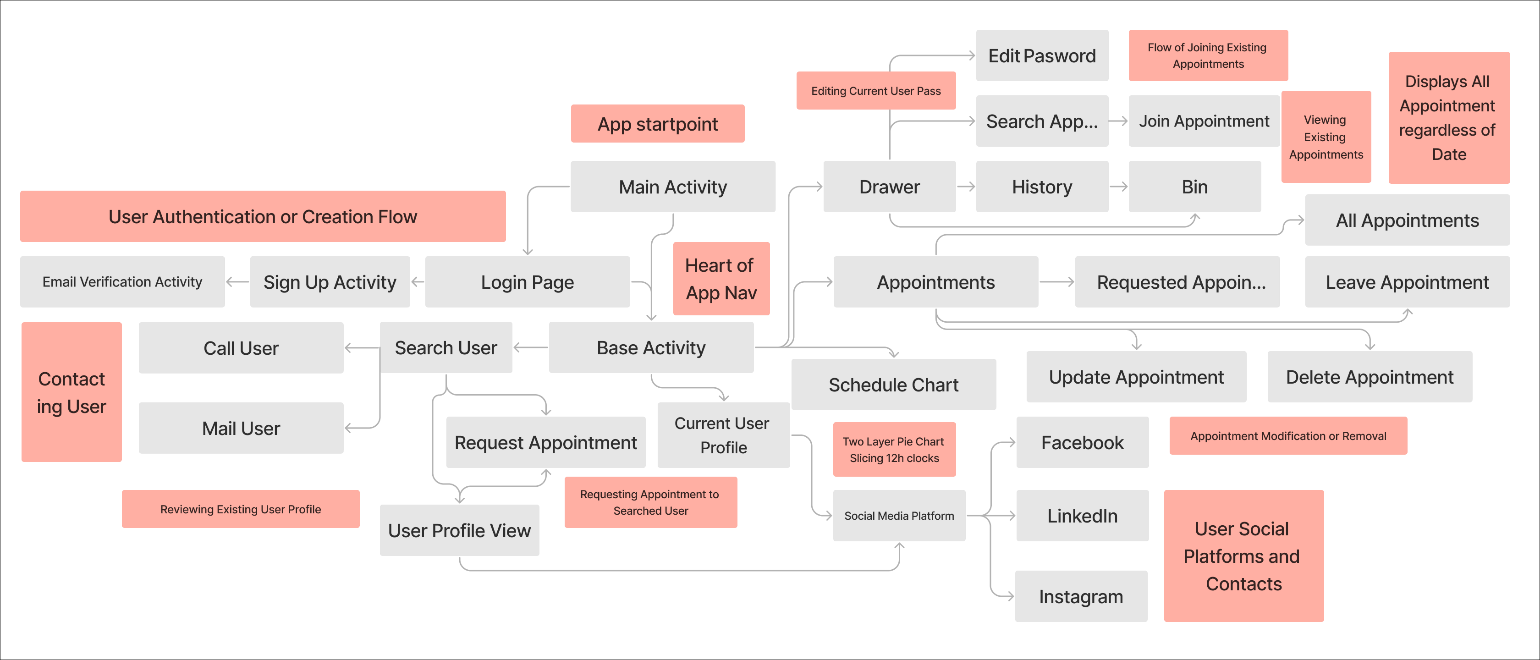 Edit Pasword
Flow of Joining Existing
Appointments
Displays All
Appointment
regardless of
Date
Editing Current User Pass
App startpoint
Search App...
Join Appointment
Viewing
Existing
Appointments
Main Activity
Drawer
History
Bin
User Authentication or Creation Flow
All Appointments
Heart of
App Nav
Email Verification Activity
Sign Up Activity
Login Page
Appointments
Requested Appoin...
Leave Appointment
Contact
ing User
Call User
Search User
Base Activity
Schedule Chart
Update Appointment
Delete Appointment
Mail User
Request Appointment
Current User
Profile
Two Layer Pie Chart
Slicing 12h clocks
Facebook
Appointment Modification or Removal
Reviewing Existing User Profile
Requesting Appointment to
Searched User
User Profile View
Social Media Platform
LinkedIn
User Social
Platforms and
Contacts
Instagram